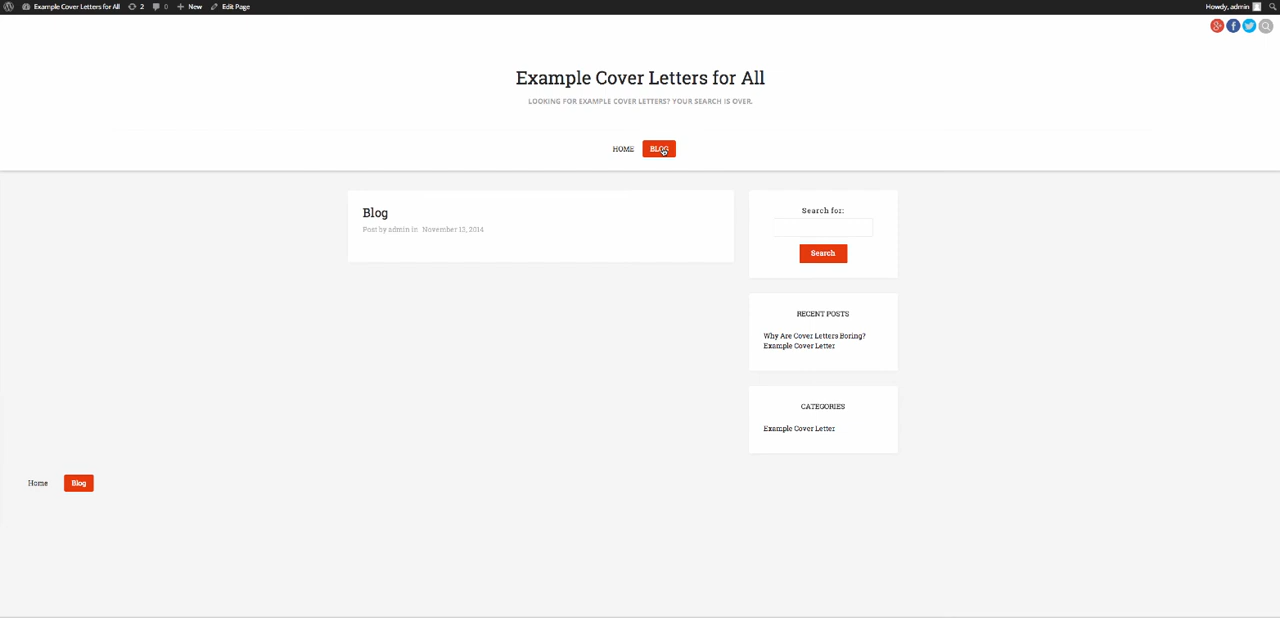 Example Cover Letters for All 2 0 New Edit Page Howdy, admin
Example Cover Letters for All
LOOKING FOR EXAMPLE COVER LETTERS? YOUR SEARCH IS OVER.
HOME BLOG
Blog
Post by admin in November 13, 2014
Search for:
Search
RECENT POSTS
Why Are Cover Letters Boring?
Example Cover Letter
CATEGORIES
Example Cover Letter
Home Blog